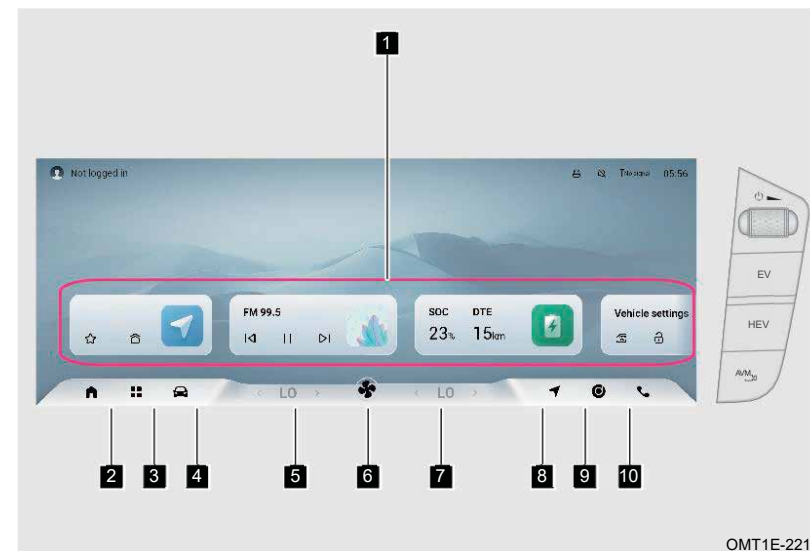 1
Not logged in
05:56
FM 99.5
SOC DTE
23% 15km
Vehicle settings
EV
HEV
AVM
LO LO
2 3 4 5 6 7 8 9 10
OMT1E-221